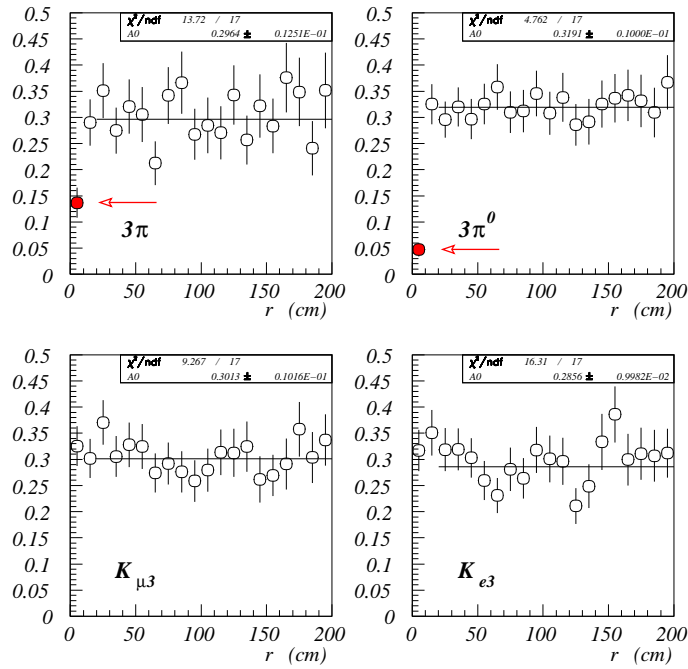 χ²/ndf 13.72 / 17
A0 0.2964 ± 0.1251E-01
0.5
0.45
0.4
0.35
0.3
0.25
0.2
0.15
0.1
0.05
0
3π
0 50 100 150 200
r (cm)
χ²/ndf 4.762 / 17
A0 0.3191 ± 0.1000E-01
0.5
0.45
0.4
0.35
0.3
0.25
0.2
0.15
0.1
0.05
0
3π⁰
0 50 100 150 200
r (cm)
χ²/ndf 9.267 / 17
A0 0.3013 ± 0.1016E-01
0.5
0.45
0.4
0.35
0.3
0.25
0.2
0.15
0.1
0.05
0
K μ3
0 50 100 150 200
r (cm)
χ²/ndf 16.31 / 17
A0 0.2856 ± 0.9982E-02
0.5
0.45
0.4
0.35
0.3
0.25
0.2
0.15
0.1
0.05
0
K e3
0 50 100 150 200
r (cm)